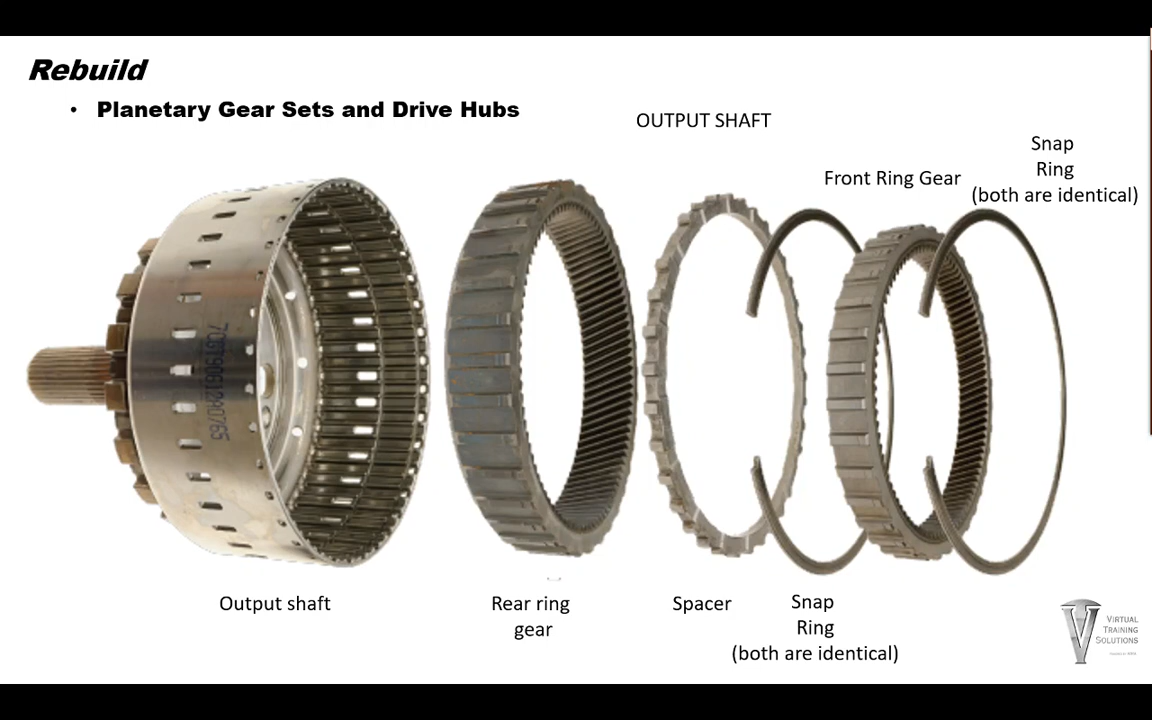 Rebuild
• Planetary Gear Sets and Drive Hubs
OUTPUT SHAFT
Snap
Ring
(both are identical)
Front Ring Gear
Output shaft
Rear ring
gear
Spacer
Snap
Ring
(both are identical)
VIRTUAL
TRAINING
SOLUTIONS